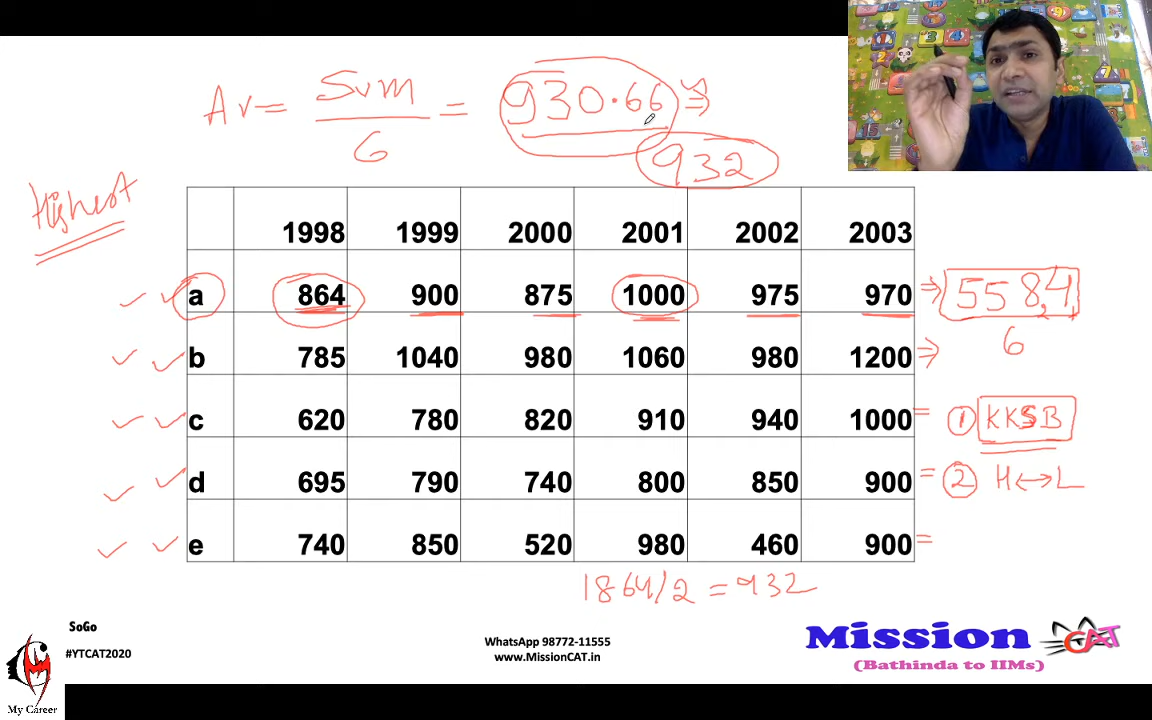 Av = Sum / 6 = 930.66 ⇒
932
Highest
1998 1999 2000 2001 2002 2003
a 864 900 875 1000 975 970 ⇒ 5584
6
b 785 1040 980 1060 980 1200 ⇒
c 620 780 820 910 940 1000 = 1 KKSB
d 695 790 740 800 850 900 = 2 H↔L
e 740 850 520 980 460 900 =
1864/2 = 932
SoGo
#YTCAT2020
My Career
WhatsApp 98772-11555
www.MissionCAT.in
Mission CAT
(Bathinda to IIMs)